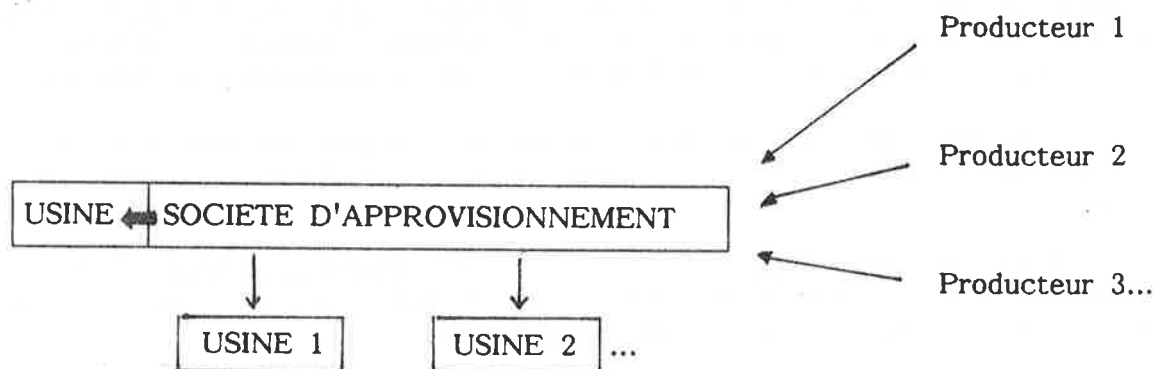 Producteur 1
Producteur 2
USINE SOCIETE D'APPROVISIONNEMENT
Producteur 3...
USINE 1 USINE 2 ...